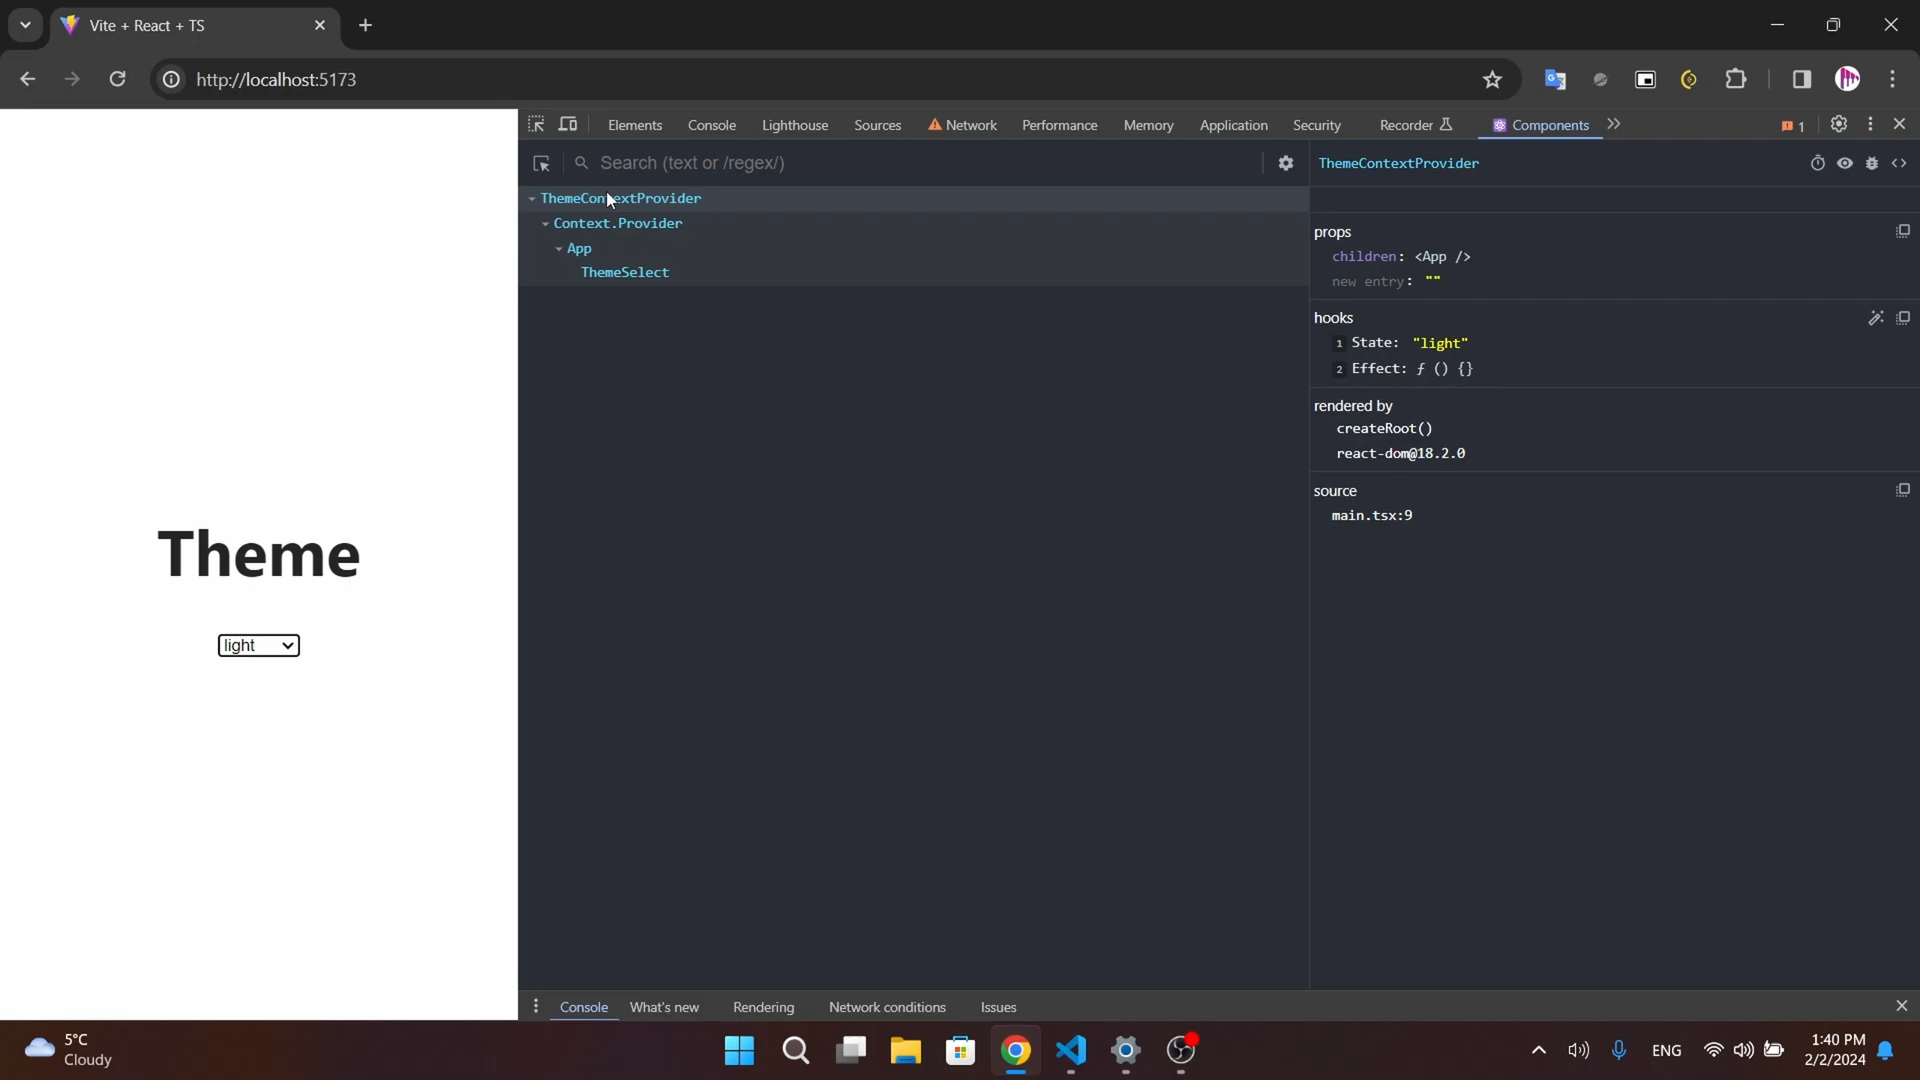 Vite + React + TS
http://localhost:5173
Elements Console Lighthouse Sources Network Performance Memory Application Security Recorder Components 1
Search (text or /regex/)
ThemeContextProvider
Context.Provider
App
ThemeSelect
ThemeContextProvider
props
children: <App />
new entry: ""
hooks
1 State: "light"
2 Effect: ƒ () {}
rendered by
createRoot()
react-dom@18.2.0
source
main.tsx:9
Theme
light
Console What's new Rendering Network conditions Issues
5°C
Cloudy
ENG
1:40 PM
2/2/2024